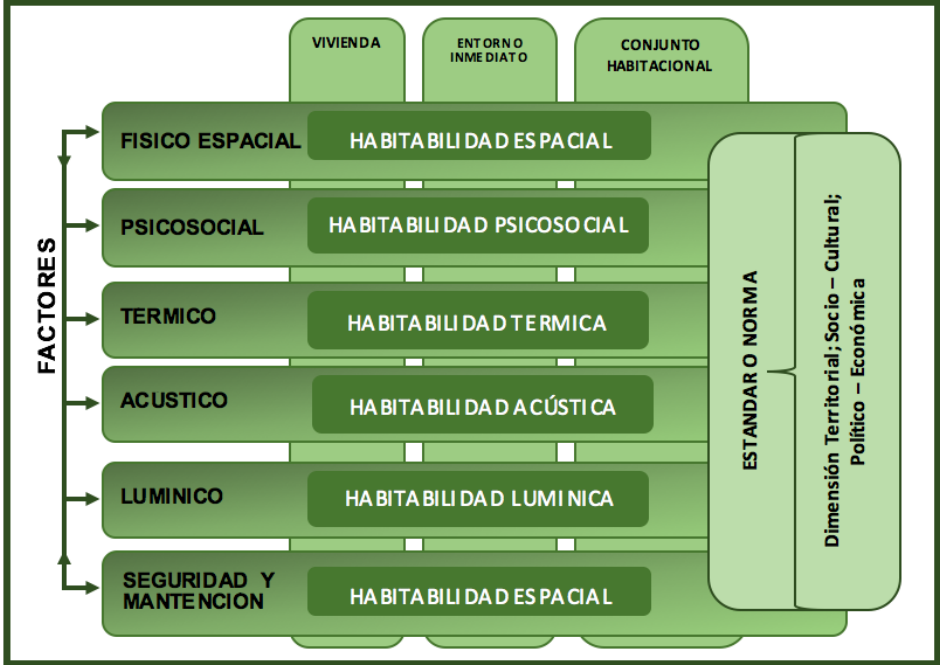 VIVIENDA
ENTORNO
INMEDIATO
CONJUNTO
HABITACIONAL
FACTORES
FISICO ESPACIAL
HABITABILIDAD ESPACIAL
PSICOSOCIAL
HABITABILIDAD PSICOSOCIAL
TERMICO
HABITABILIDAD TERMICA
ACUSTICO
HABITABILIDAD ACÚSTICA
LUMINICO
HABITABILIDAD LUMINICA
SEGURIDAD Y
MANTENCION
HABITABILIDAD ESPACIAL
ESTANDAR O NORMA
Dimensión Territorial; Socio – Cultural;
Político – Económica